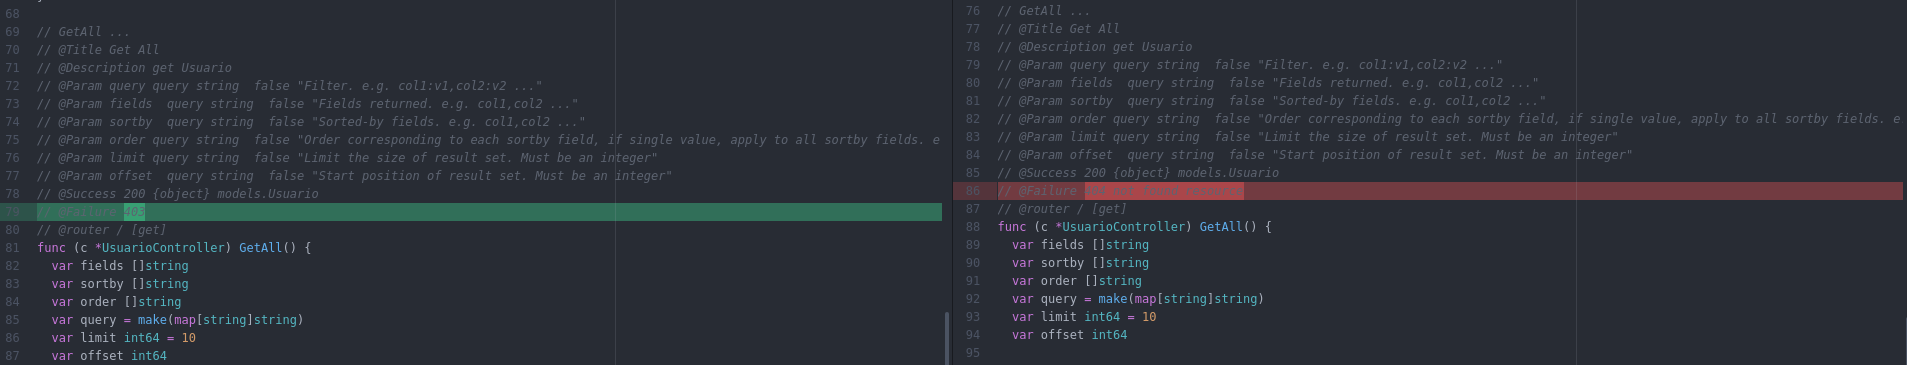 68
69 // GetAll ...
70 // @Title Get All
71 // @Description get Usuario
72 // @Param query query string  false "Filter. e.g. col1:v1,col2:v2 ..."
73 // @Param fields  query string  false "Fields returned. e.g. col1,col2 ..."
74 // @Param sortby  query string  false "Sorted-by fields. e.g. col1,col2 ..."
75 // @Param order query string  false "Order corresponding to each sortby field, if single value, apply to all sortby fields. e
76 // @Param limit query string  false "Limit the size of result set. Must be an integer"
77 // @Param offset  query string  false "Start position of result set. Must be an integer"
78 // @Success 200 {object} models.Usuario
79 // @Failure 403
80 // @router / [get]
81 func (c *UsuarioController) GetAll() {
82   var fields []string
83   var sortby []string
84   var order []string
85   var query = make(map[string]string)
86   var limit int64 = 10
87   var offset int64
76 // GetAll ...
77 // @Title Get All
78 // @Description get Usuario
79 // @Param query query string  false "Filter. e.g. col1:v1,col2:v2 ..."
80 // @Param fields  query string  false "Fields returned. e.g. col1,col2 ..."
81 // @Param sortby  query string  false "Sorted-by fields. e.g. col1,col2 ..."
82 // @Param order query string  false "Order corresponding to each sortby field, if single value, apply to all sortby fields. e
83 // @Param limit query string  false "Limit the size of result set. Must be an integer"
84 // @Param offset  query string  false "Start position of result set. Must be an integer"
85 // @Success 200 {object} models.Usuario
86 // @Failure
87 // @router / [get]
88 func (c *UsuarioController) GetAll() {
89   var fields []string
90   var sortby []string
91   var order []string
92   var query = make(map[string]string)
93   var limit int64 = 10
94   var offset int64
95